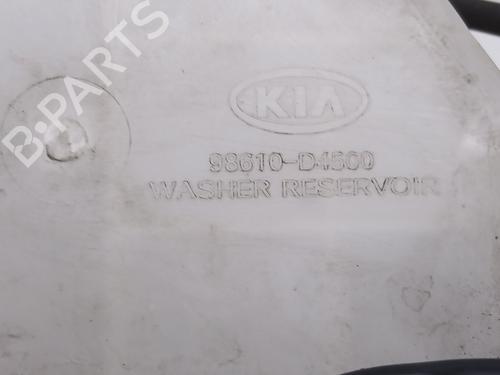 KIA
98610-D4500
WASHER RESERVOIR
B-PARTS